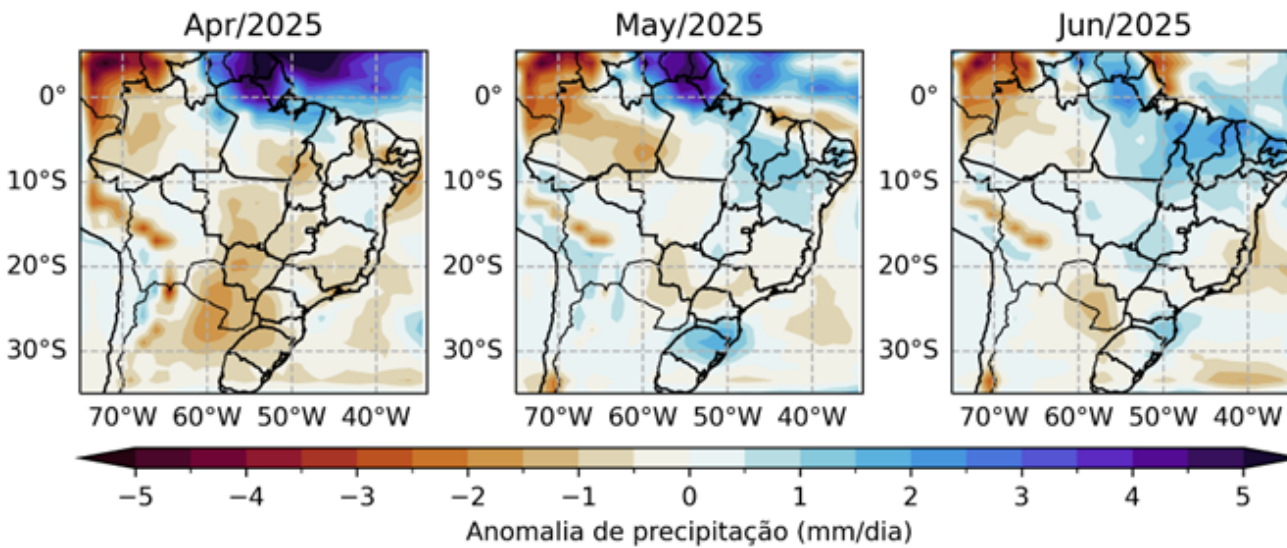 Apr/2025 May/2025 Jun/2025
0° 0° 0°
10°S 10°S 10°S
20°S 20°S 20°S
30°S 30°S 30°S
70°W 60°W 50°W 40°W 70°W 60°W 50°W 40°W 70°W 60°W 50°W 40°W
−5 −4 −3 −2 −1 0 1 2 3 4 5
Anomalia de precipitação (mm/dia)